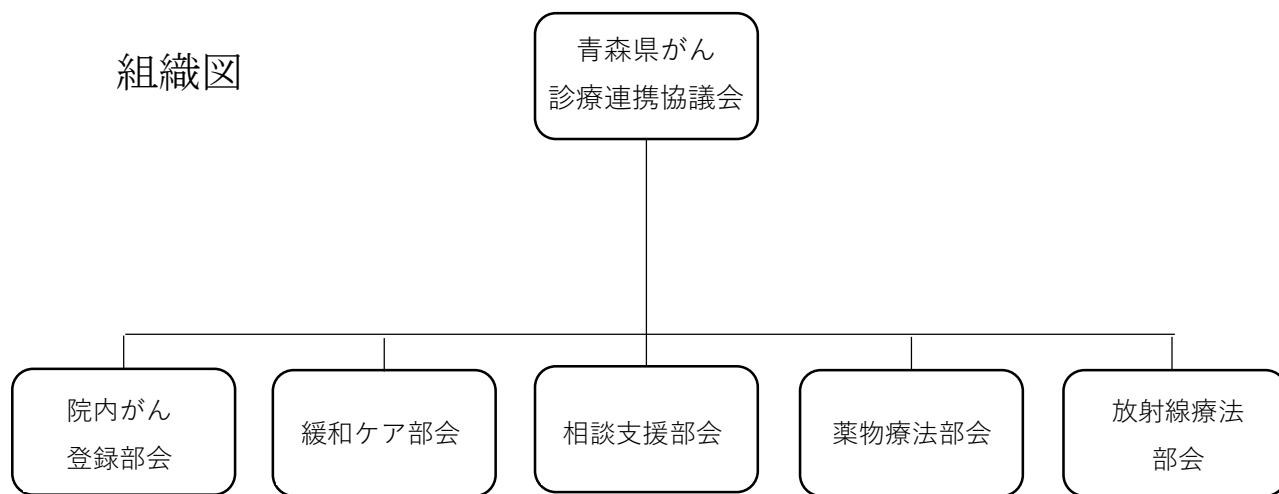 組織図
青森県がん
診療連携協議会
院内がん
登録部会
緩和ケア部会
相談支援部会
薬物療法部会
放射線療法
部会